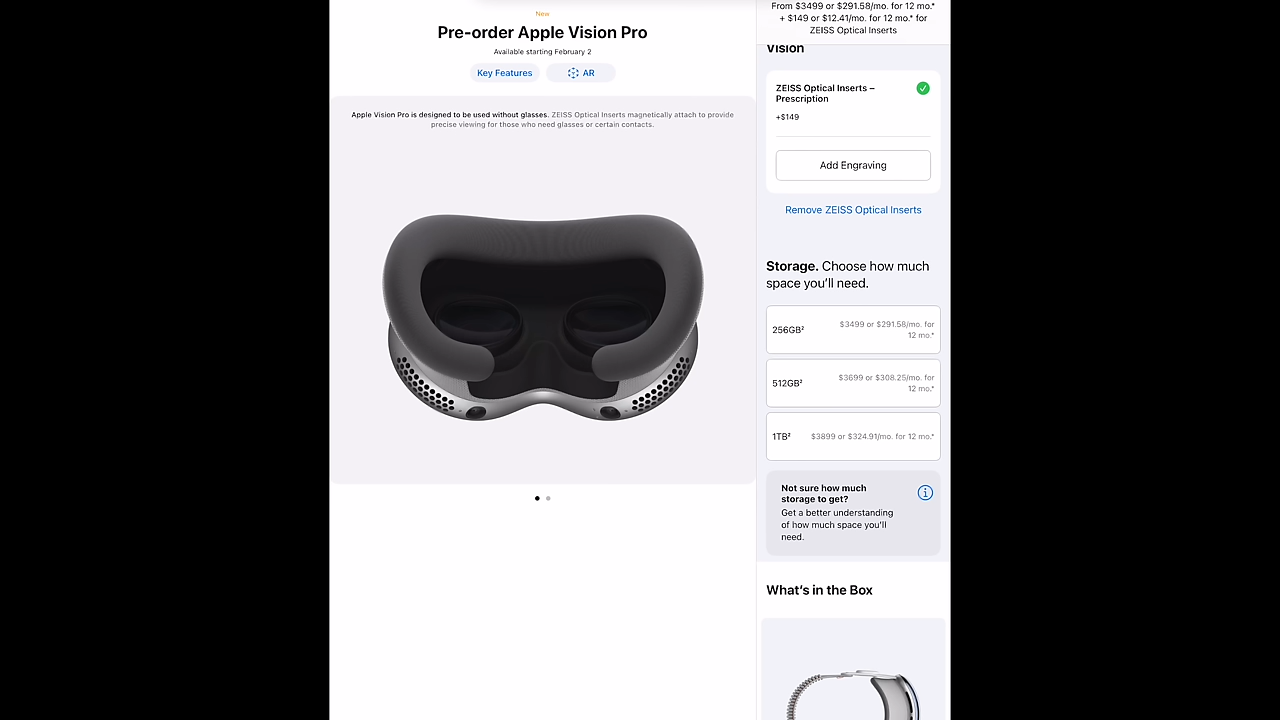 New
Pre-order Apple Vision Pro
Available starting February 2
Key Features
AR
Apple Vision Pro is designed to be used without glasses. ZEISS Optical Inserts magnetically attach to provide
precise viewing for those who need glasses or certain contacts.
From $3499 or $291.58/mo. for 12 mo.*
+ $149 or $12.41/mo. for 12 mo.* for
ZEISS Optical Inserts
Vision
ZEISS Optical Inserts –
Prescription
+$149
Add Engraving
Remove ZEISS Optical Inserts
Storage. Choose how much
space you’ll need.
256GB²
$3499 or $291.58/mo. for
12 mo.*
512GB²
$3699 or $308.25/mo. for
12 mo.*
1TB²
$3899 or $324.91/mo. for 12 mo.*
Not sure how much
storage to get?
Get a better understanding
of how much space you’ll
need.
What’s in the Box